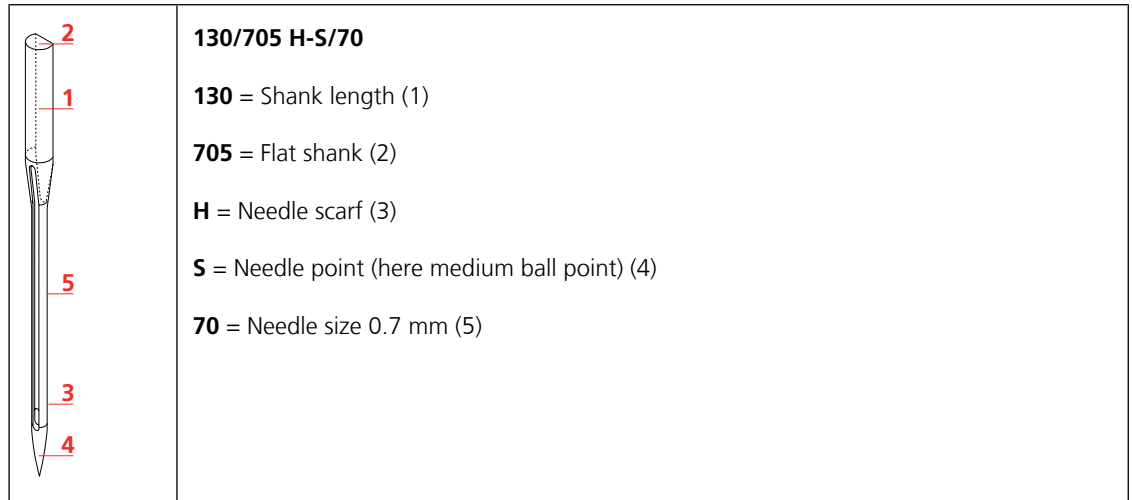 2
1
5
3
4
130/705 H-S/70
130 = Shank length (1)
705 = Flat shank (2)
H = Needle scarf (3)
S = Needle point (here medium ball point) (4)
70 = Needle size 0.7 mm (5)